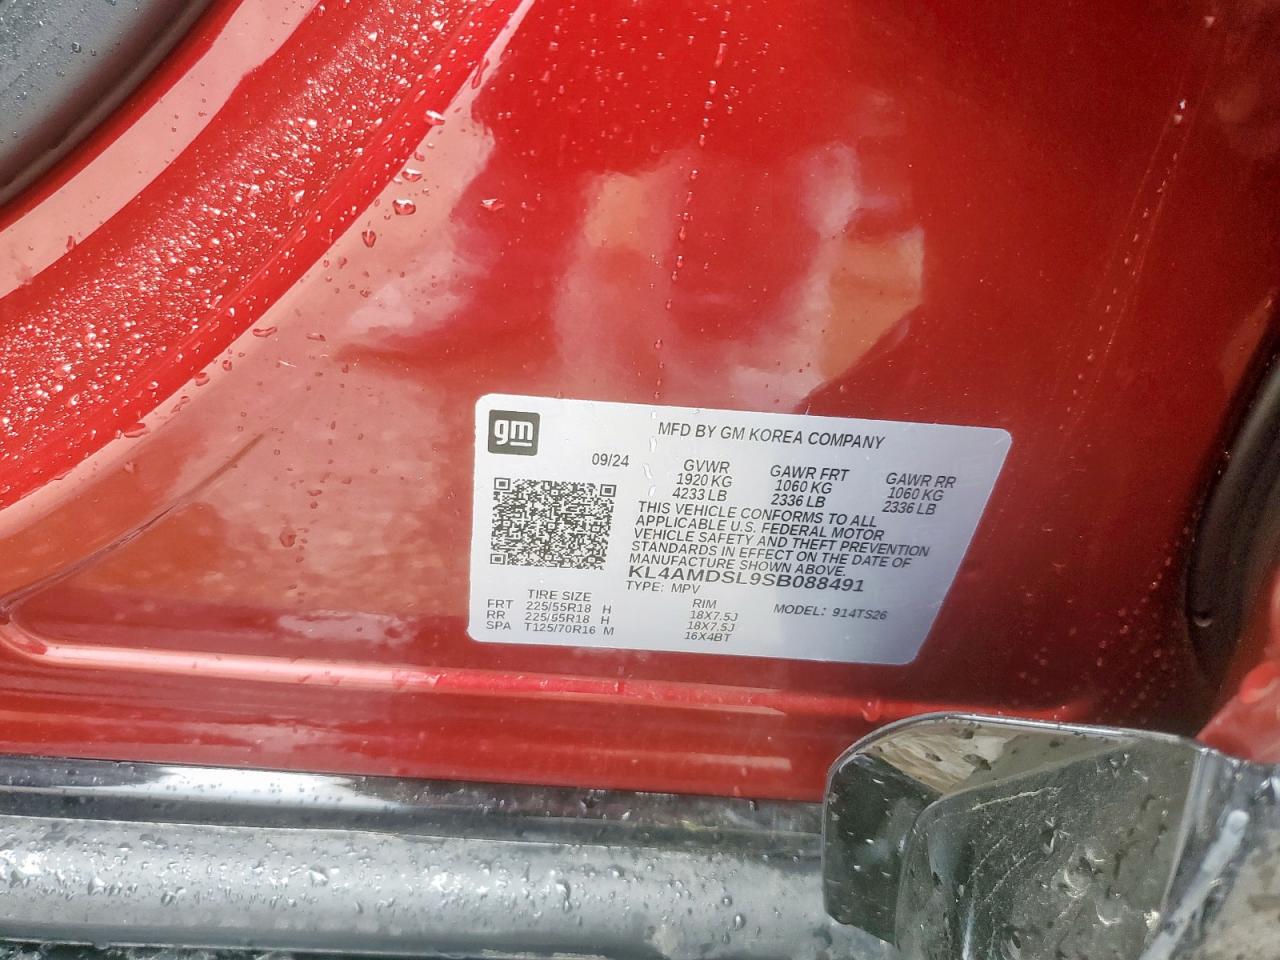 gm
MFD BY GM KOREA COMPANY
09/24
GVWR
1920 KG
4233 LB
GAWR FRT
1060 KG
2336 LB
GAWR RR
1060 KG
2336 LB
THIS VEHICLE CONFORMS TO ALL
APPLICABLE U.S. FEDERAL MOTOR
VEHICLE SAFETY AND THEFT PREVENTION
STANDARDS IN EFFECT ON THE DATE OF
MANUFACTURE SHOWN ABOVE.
KL4AMDSL9SB088491
TYPE: MPV
MODEL: 914TS26
TIRE SIZE
RIM
FRT 225/55R18 H 18X7.5J
RR 225/55R18 H 18X7.5J
SPA T125/70R16 M 16X4BT